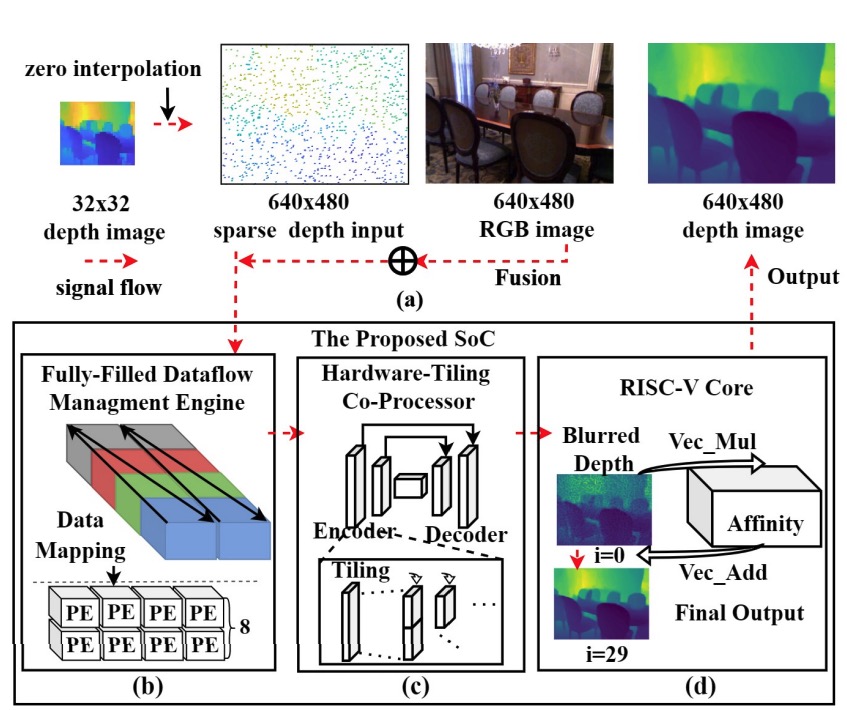 zero interpolation
32x32
depth image
640x480
sparse depth input
640x480
RGB image
640x480
depth image
signal flow
Fusion
Output
(a)
The Proposed SoC
Fully-Filled Dataflow
Managment Engine
Data
Mapping
PE PE PE PE
PE PE PE PE
8
(b)
Hardware-Tiling
Co-Processor
Encoder
Decoder
Tiling
(c)
RISC-V Core
Blurred
Depth
Vec_Mul
Affinity
i=0
Vec_Add
Final Output
i=29
(d)